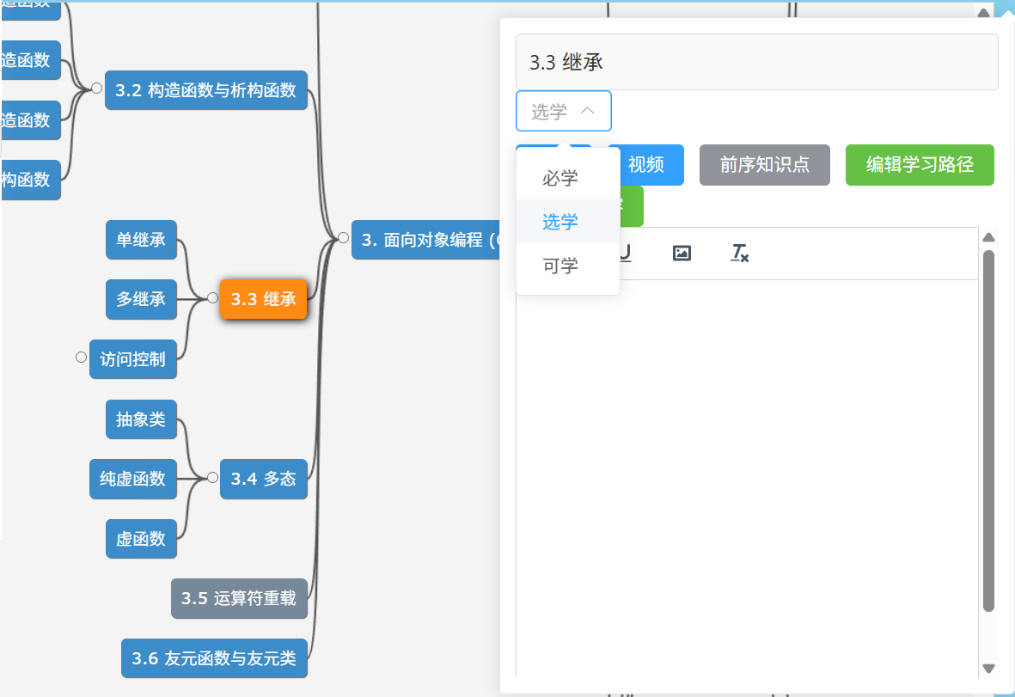 造函数
3.2 构造函数与析构函数
造函数
构函数
单继承
多继承
3.3 继承
访问控制
3. 面向对象编程 (
抽象类
纯虚函数
3.4 多态
虚函数
3.5 运算符重载
3.6 友元函数与友元类
3.3 继承
选学
视频
前序知识点
编辑学习路径
必学
选学
可学